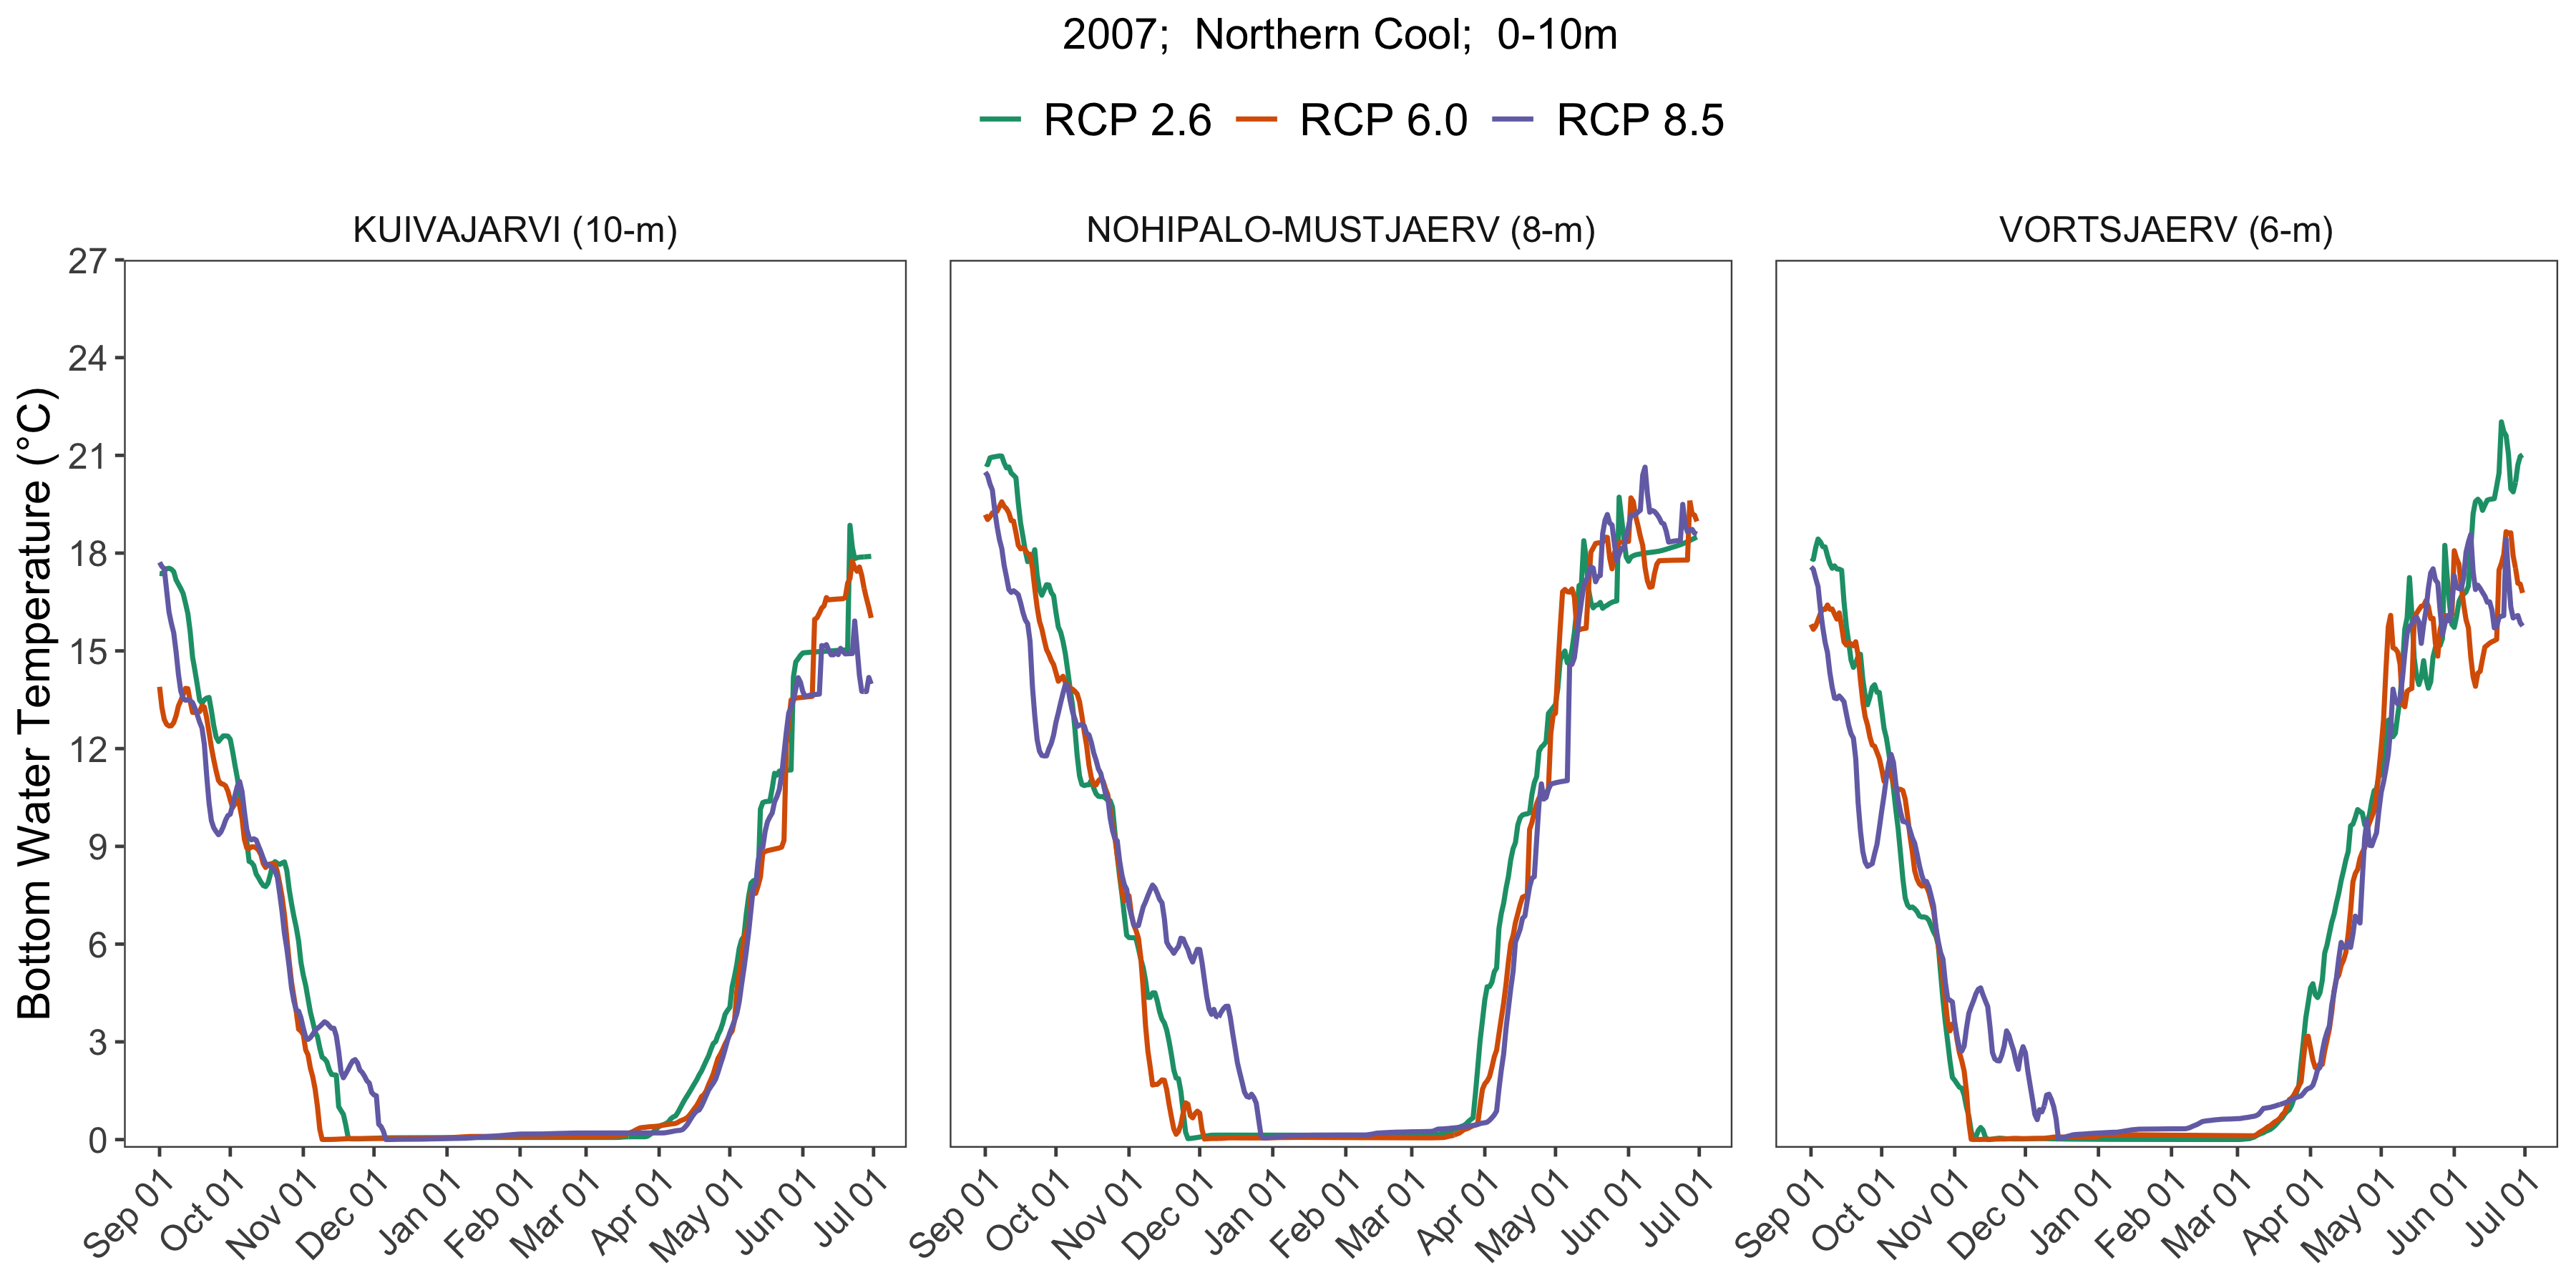 2007;  Northern Cool;  0-10m
RCP 2.6 RCP 6.0 RCP 8.5
KUIVAJARVI (10-m) NOHIPALO-MUSTJAERV (8-m) VORTSJAERV (6-m)
Bottom Water Temperature (°C)
27
24
21
18
15
12
9
6
3
0
Sep 01 Oct 01 Nov 01 Dec 01 Jan 01 Feb 01 Mar 01 Apr 01 May 01 Jun 01 Jul 01 Sep 01 Oct 01 Nov 01 Dec 01 Jan 01 Feb 01 Mar 01 Apr 01 May 01 Jun 01 Jul 01 Sep 01 Oct 01 Nov 01 Dec 01 Jan 01 Feb 01 Mar 01 Apr 01 May 01 Jun 01 Jul 01